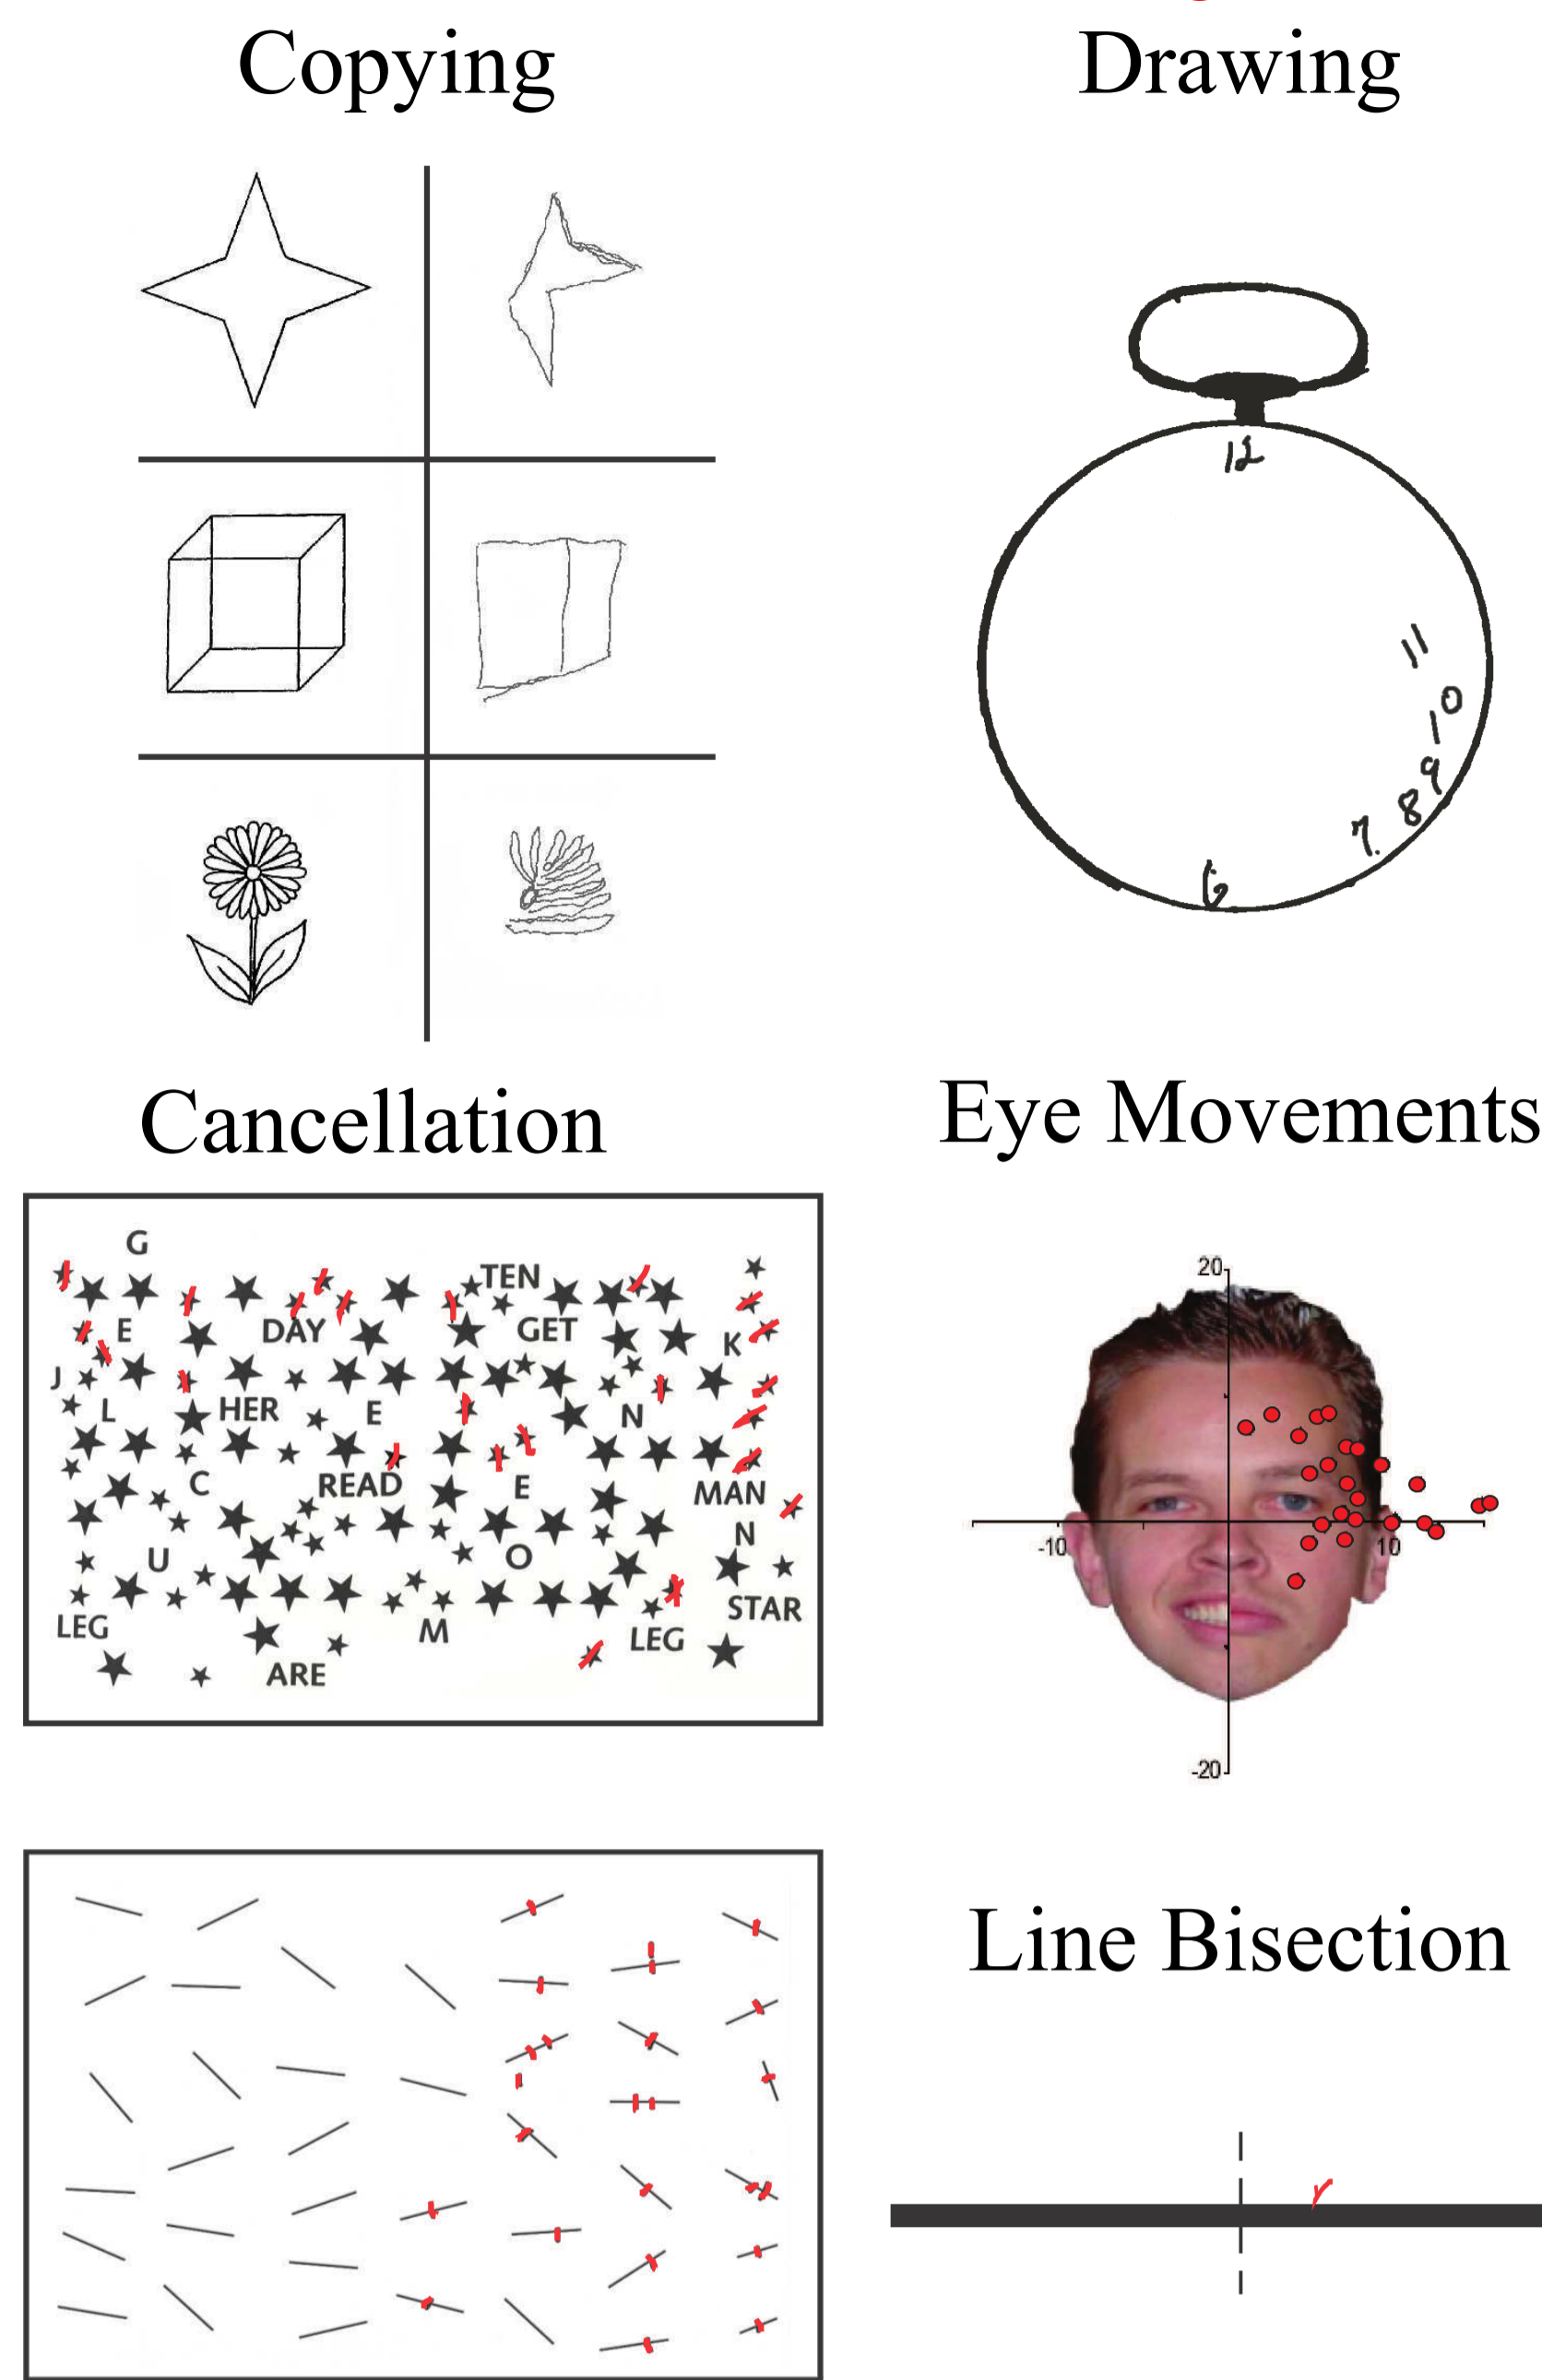 Copying
Drawing
12
11
10
9
8
7.
6
Cancellation
G
TEN
E
DAY
GET
K
J
L
HER
E
N
C
READ
E
MAN
N
U
O
STAR
LEG
M
LEG
ARE
Eye Movements
20
-10
10
-20
Line Bisection